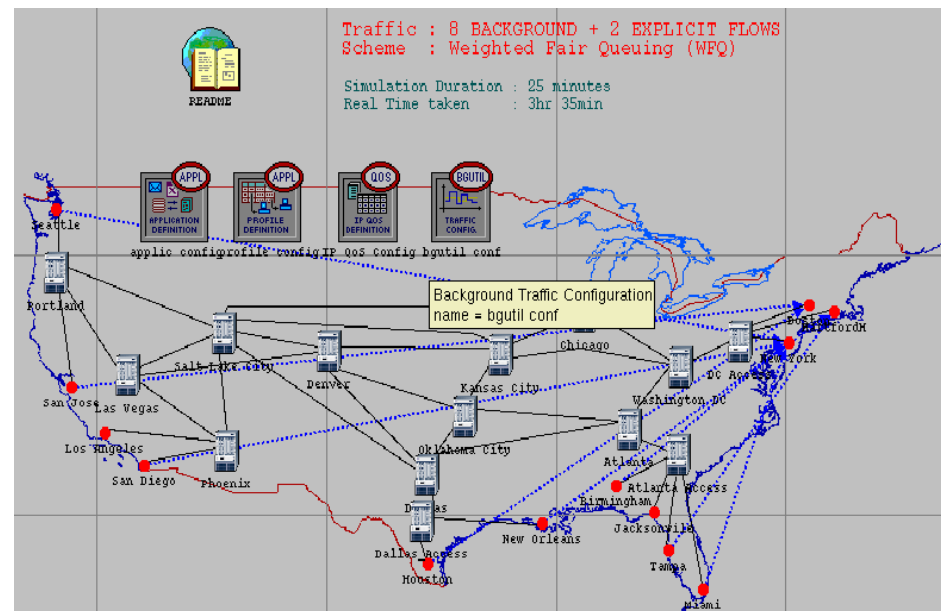 Traffic : 8 BACKGROUND + 2 EXPLICIT FLOWS
Scheme : Weighted Fair Queuing (WFQ)
Simulation Duration : 25 minutes
Real Time taken : 3hr 35min
README
APPL
APPL
QOS
BGUTIL
APPLICATION DEFINITION
PROFILE DEFINITION
IP QOS DEFINITION
TRAFFIC CONFIG.
applic config
profile config
IP QoS Config
bgutil conf
Seattle
Portland
Background Traffic Configuration
name = bgutil conf
Chicago
New York
DC Access
Salt Lake City
Denver
Kansas City
Washington DC
San Jose
Las Vegas
Los Angeles
San Diego
Phoenix
Oklahoma City
Atlanta
Birmingham
Atlanta Access
Dallas Access
New Orleans
Jacksonville
Houston
Tampa
Miami